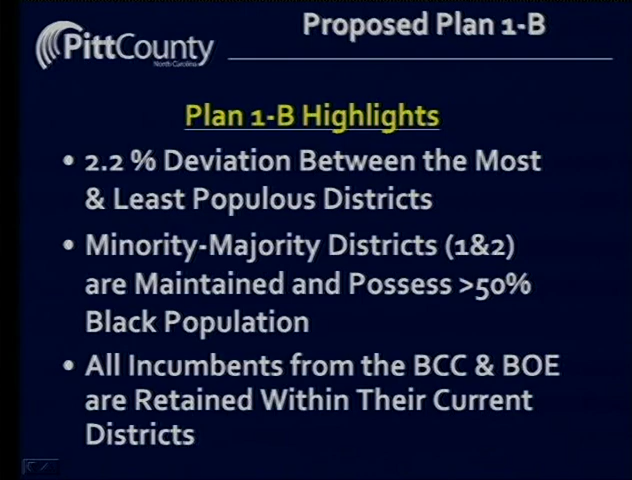 Proposed Plan 1-B
PittCounty
North Carolina
Plan 1-B Highlights
• 2.2 % Deviation Between the Most
& Least Populous Districts
• Minority-Majority Districts (1&2)
are Maintained and Possess >50%
Black Population
• All Incumbents from the BCC & BOE
are Retained Within Their Current
Districts